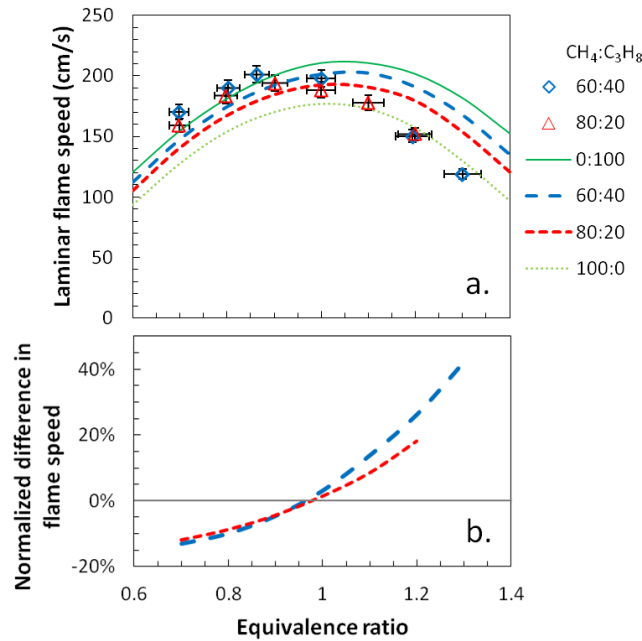 250
200
150
100
50
0
Laminar flame speed (cm/s)
a.
CH₄:C₃H₈
60:40
80:20
0:100
60:40
80:20
100:0
40%
20%
0%
-20%
Normalized difference in
flame speed
b.
0.6 0.8 1 1.2 1.4
Equivalence ratio